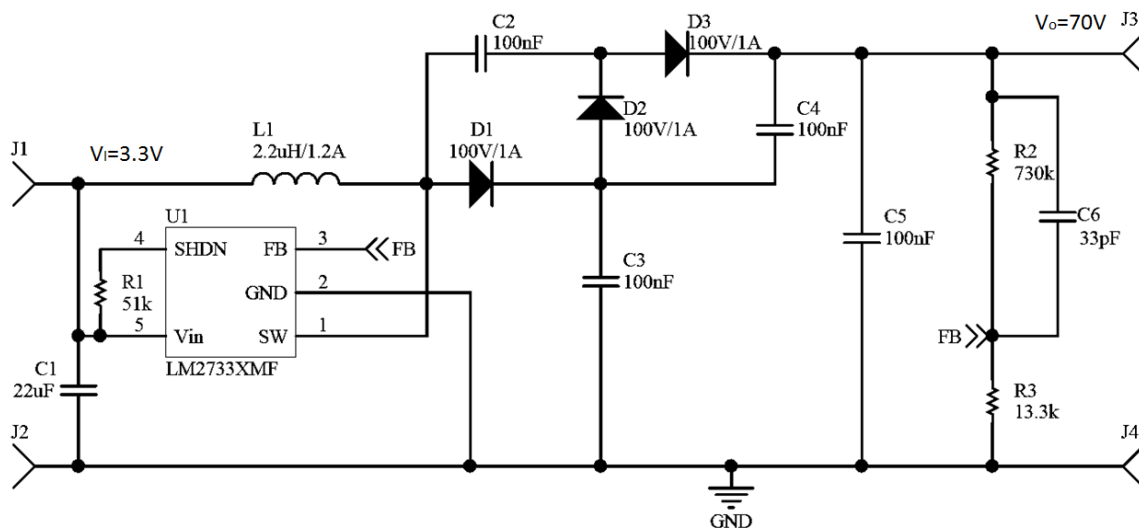 C2
100nF
D3
100V/1A
Vo=70V
J3
D2
100V/1A
C4
100nF
J1
VI=3.3V
L1
2.2uH/1.2A
D1
100V/1A
R2
730k
U1
4
SHDN
FB
3
FB
R1
51k
GND
2
C3
100nF
C5
100nF
C6
33pF
5
Vin
SW
1
LM2733XMF
FB
C1
22uF
R3
13.3k
J2
J4
GND